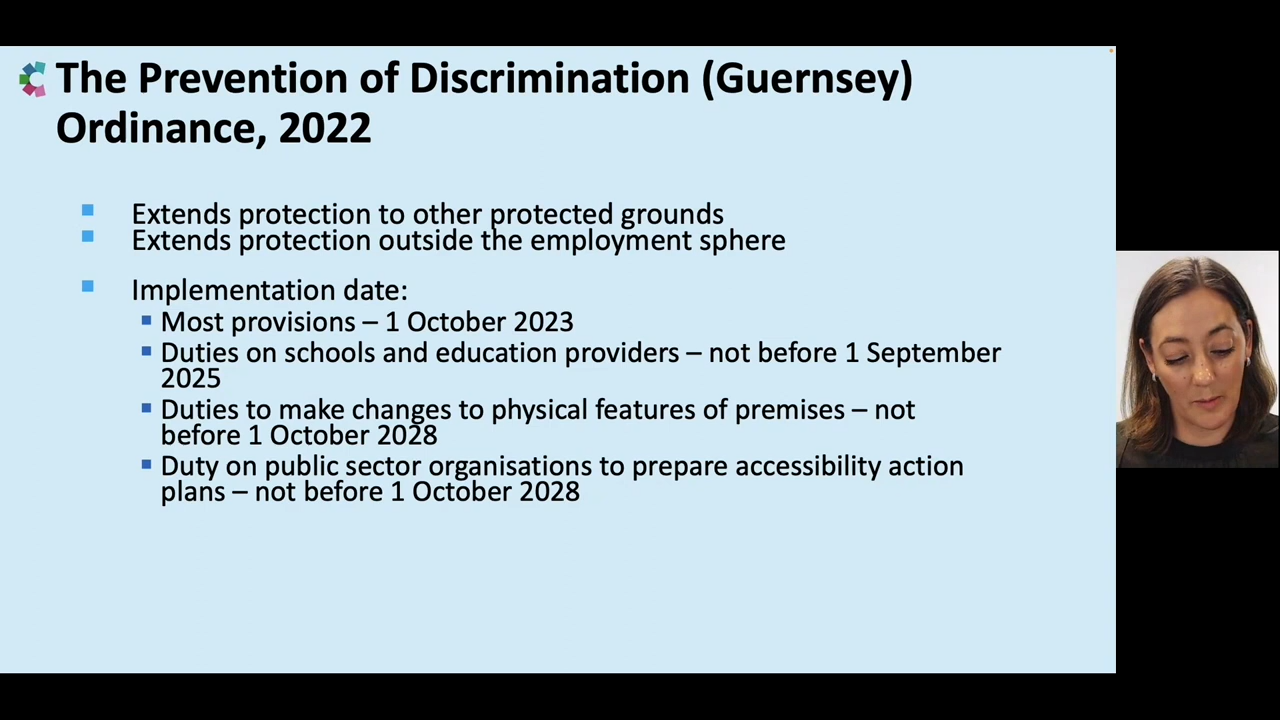 The Prevention of Discrimination (Guernsey)
Ordinance, 2022
Extends protection to other protected grounds
Extends protection outside the employment sphere
Implementation date:
Most provisions – 1 October 2023
Duties on schools and education providers – not before 1 September
2025
Duties to make changes to physical features of premises – not
before 1 October 2028
Duty on public sector organisations to prepare accessibility action
plans – not before 1 October 2028